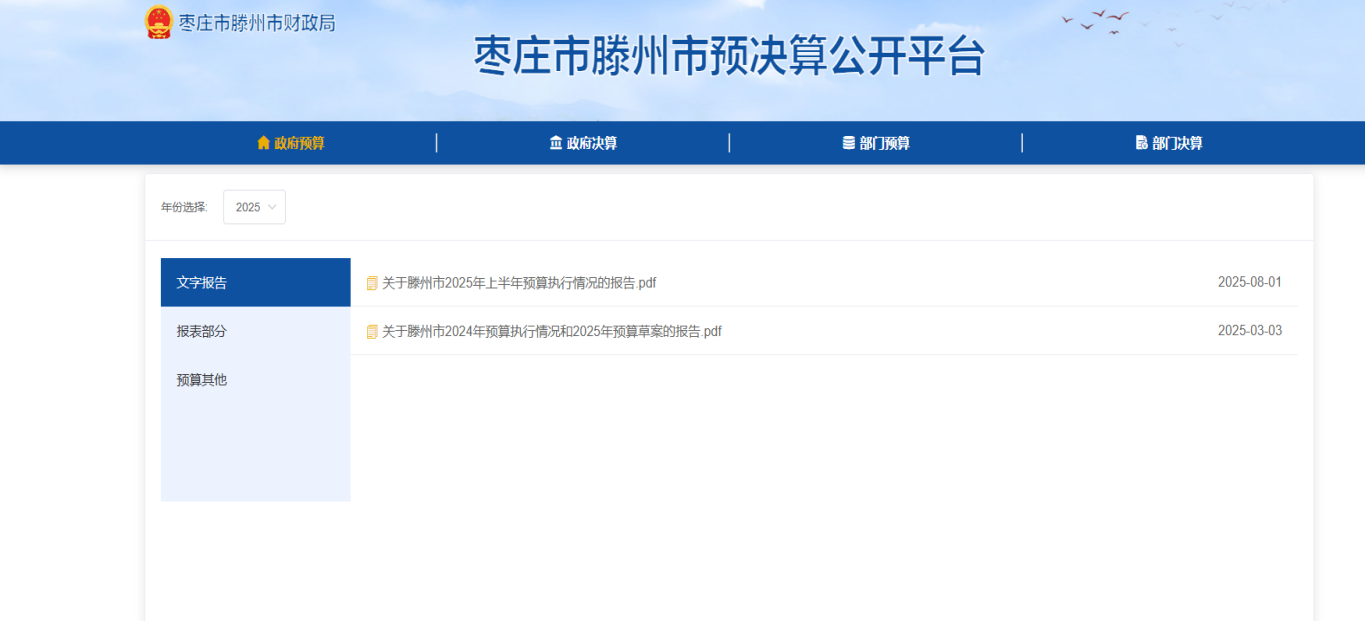 枣庄市滕州市财政局
枣庄市滕州市预决算公开平台
政府预算 政府决算 部门预算 部门决算
年份选择: 2025
文字报告
报表部分
预算其他
关于滕州市2025年上半年预算执行情况的报告.pdf 2025-08-01
关于滕州市2024年预算执行情况和2025年预算草案的报告.pdf 2025-03-03